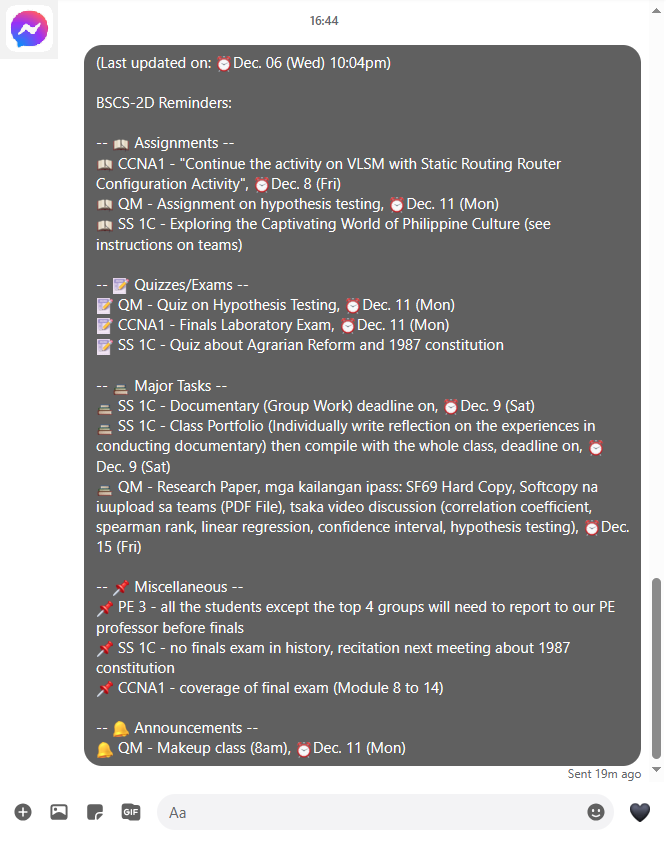 16:44
(Last updated on: ⏰Dec. 06 (Wed) 10:04pm)
BSCS-2D Reminders:
-- 📖 Assignments --
📖 CCNA1 - "Continue the activity on VLSM with Static Routing Router
Configuration Activity", ⏰Dec. 8 (Fri)
📖 QM - Assignment on hypothesis testing, ⏰Dec. 11 (Mon)
📖 SS 1C - Exploring the Captivating World of Philippine Culture (see
instructions on teams)
-- 📝 Quizzes/Exams --
📝 QM - Quiz on Hypothesis Testing, ⏰Dec. 11 (Mon)
📝 CCNA1 - Finals Laboratory Exam, ⏰Dec. 11 (Mon)
📝 SS 1C - Quiz about Agrarian Reform and 1987 constitution
-- 📚 Major Tasks --
📚 SS 1C - Documentary (Group Work) deadline on, ⏰Dec. 9 (Sat)
📚 SS 1C - Class Portfolio (Individually write reflection on the experiences in
conducting documentary) then compile with the whole class, deadline on, ⏰
Dec. 9 (Sat)
📚 QM - Research Paper, mga kailangan ipass: SF69 Hard Copy, Softcopy na
iuupload sa teams (PDF File), tsaka video discussion (correlation coefficient,
spearman rank, linear regression, confidence interval, hypothesis testing), ⏰Dec.
15 (Fri)
-- 📌 Miscellaneous --
📌 PE 3 - all the students except the top 4 groups will need to report to our PE
professor before finals
📌 SS 1C - no finals exam in history, recitation next meeting about 1987
constitution
📌 CCNA1 - coverage of final exam (Module 8 to 14)
-- 🔔 Announcements --
🔔 QM - Makeup class (8am), ⏰Dec. 11 (Mon)
Sent 19m ago
GIF
Aa